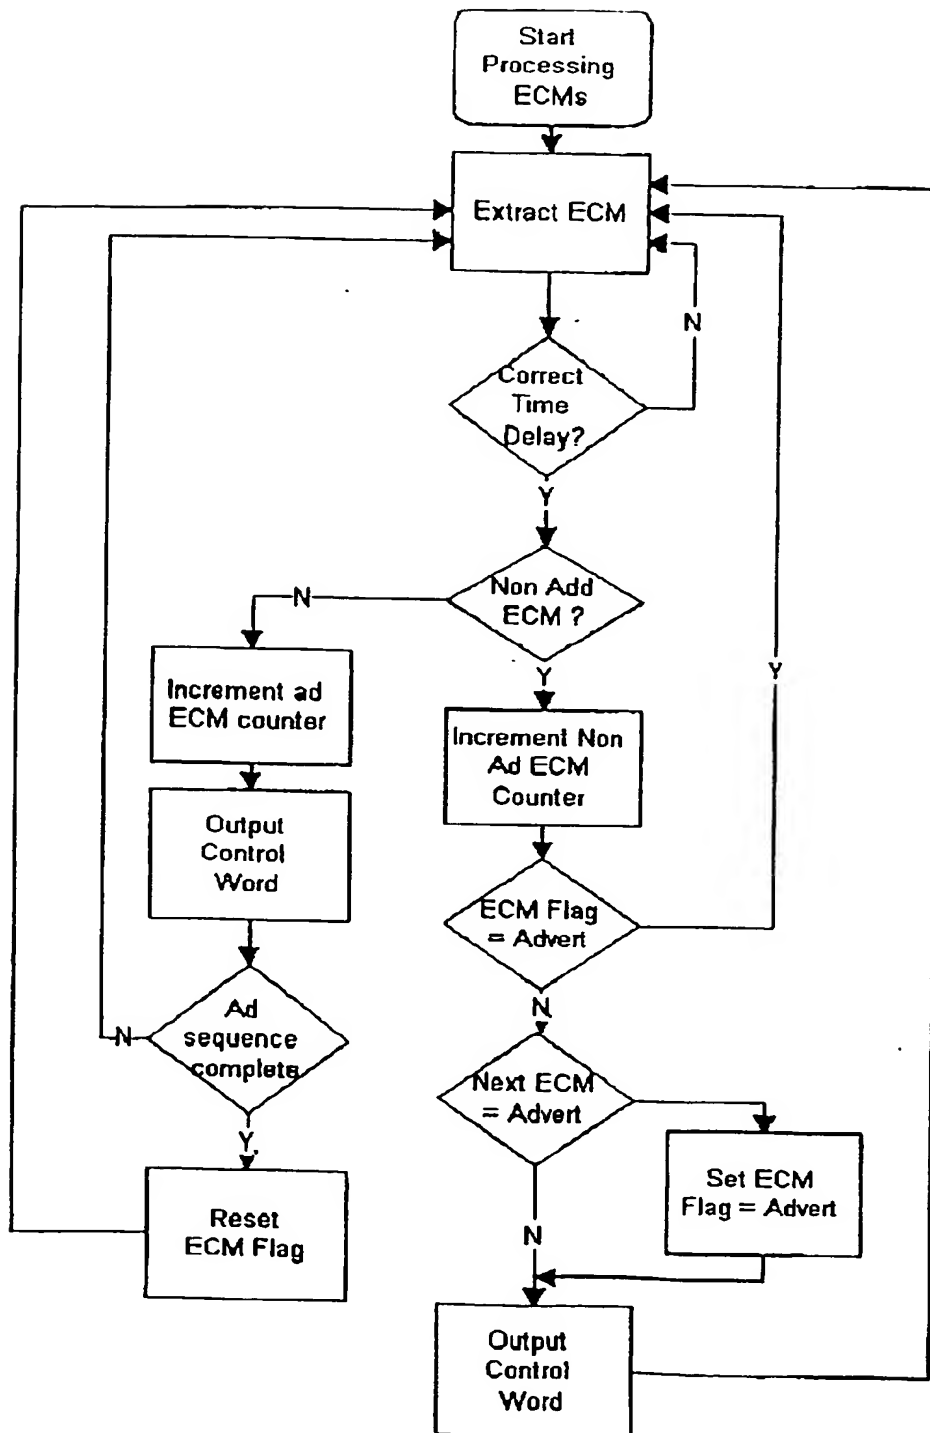 Start
Processing
ECMs
Extract ECM
N
Correct
Time
Delay?
Y
Non Add
ECM ?
N
Y
Increment ad
ECM counter
Increment Non
Ad ECM
Counter
Y
Output
Control
Word
ECM Flag
= Advert
N
Ad
sequence
complete
N
Next ECM
= Advert
Y
Set ECM
Flag = Advert
Reset
ECM Flag
N
Output
Control
Word